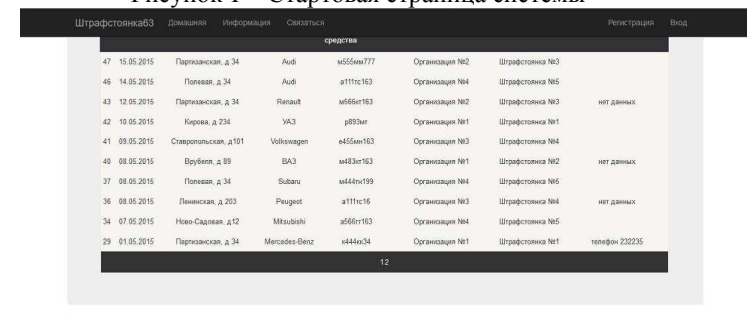 Рисунок 1 – Стартовая страница системы
Штрафстоянка63 Домашняя Информация Связаться Регистрация Вход
средства
47 15.05.2015 Партизанская, д 34 Audi м555мм777 Организация №2 Штрафстоянка №3
46 14.05.2015 Полевая, д 34 Audi а111тс163 Организация №4 Штрафстоянка №5
43 12.05.2015 Партизанская, д 34 Renault м566кт163 Организация №2 Штрафстоянка №3 нет данных
42 10.05.2015 Кирова, д 234 УАЗ р893мг Организация №1 Штрафстоянка №1
41 09.05.2015 Ставропольская, д101 Volkswagen е455мн163 Организация №3 Штрафстоянка №4
40 08.05.2015 Врубеля, д 89 ВАЗ м483кт163 Организация №1 Штрафстоянка №2 нет данных
37 08.05.2015 Полевая, д 34 Subaru м444тн199 Организация №4 Штрафстоянка №6
36 08.05.2015 Ленинская, д 203 Peugeot а111тс16 Организация №3 Штрафстоянка №4 нет данных
34 07.05.2015 Ново-Садовая, д12 Mitsubishi а566тт163 Организация №4 Штрафстоянка №5
29 01.05.2015 Партизанская, д 34 Mercedes-Benz к444кк34 Организация №1 Штрафстоянка №1 телефон 232235
12